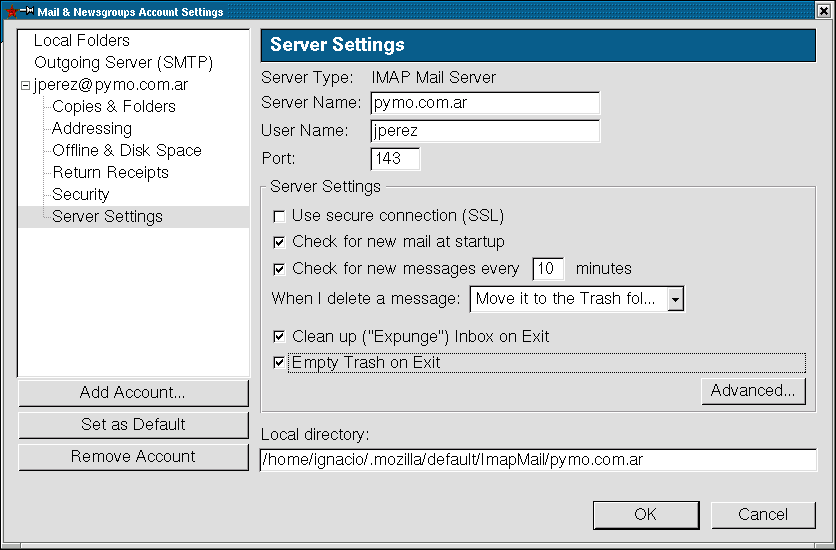 Mail & Newsgroups Account Settings
Local Folders
Outgoing Server (SMTP)
jperez@pymo.com.ar
Copies & Folders
Addressing
Offline & Disk Space
Return Receipts
Security
Server Settings
Add Account...
Set as Default
Remove Account
Server Settings
Server Type: IMAP Mail Server
Server Name: pymo.com.ar
User Name: jperez
Port: 143
Server Settings
Use secure connection (SSL)
Check for new mail at startup
Check for new messages every 10 minutes
When I delete a message: Move it to the Trash fol...
Clean up ("Expunge") Inbox on Exit
Empty Trash on Exit
Advanced...
Local directory:
/home/ignacio/.mozilla/default/ImapMail/pymo.com.ar
OK Cancel